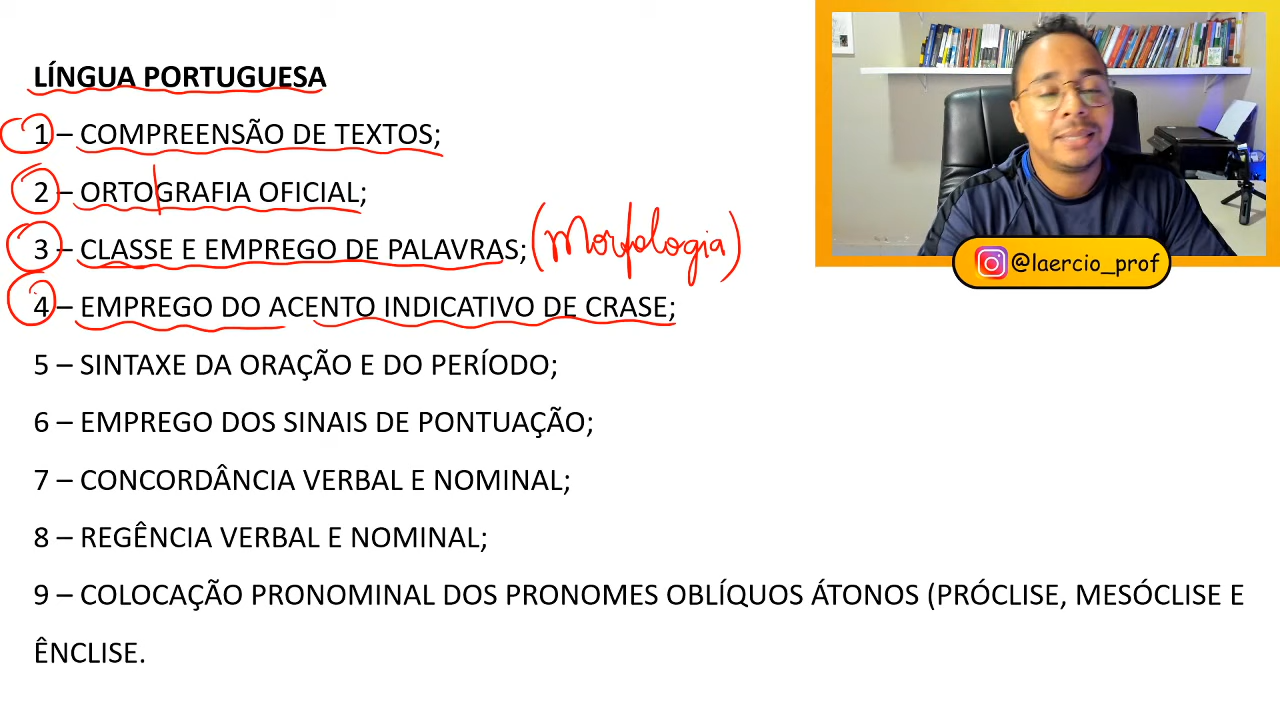 LÍNGUA PORTUGUESA
1 – COMPREENSÃO DE TEXTOS;
2 – ORTOGRAFIA OFICIAL;
3 – CLASSE E EMPREGO DE PALAVRAS; (Morfologia)
4 – EMPREGO DO ACENTO INDICATIVO DE CRASE;
5 – SINTAXE DA ORAÇÃO E DO PERÍODO;
6 – EMPREGO DOS SINAIS DE PONTUAÇÃO;
7 – CONCORDÂNCIA VERBAL E NOMINAL;
8 – REGÊNCIA VERBAL E NOMINAL;
9 – COLOCAÇÃO PRONOMINAL DOS PRONOMES OBLÍQUOS ÁTONOS (PRÓCLISE, MESÓCLISE E
ÊNCLISE.
@laercio_prof